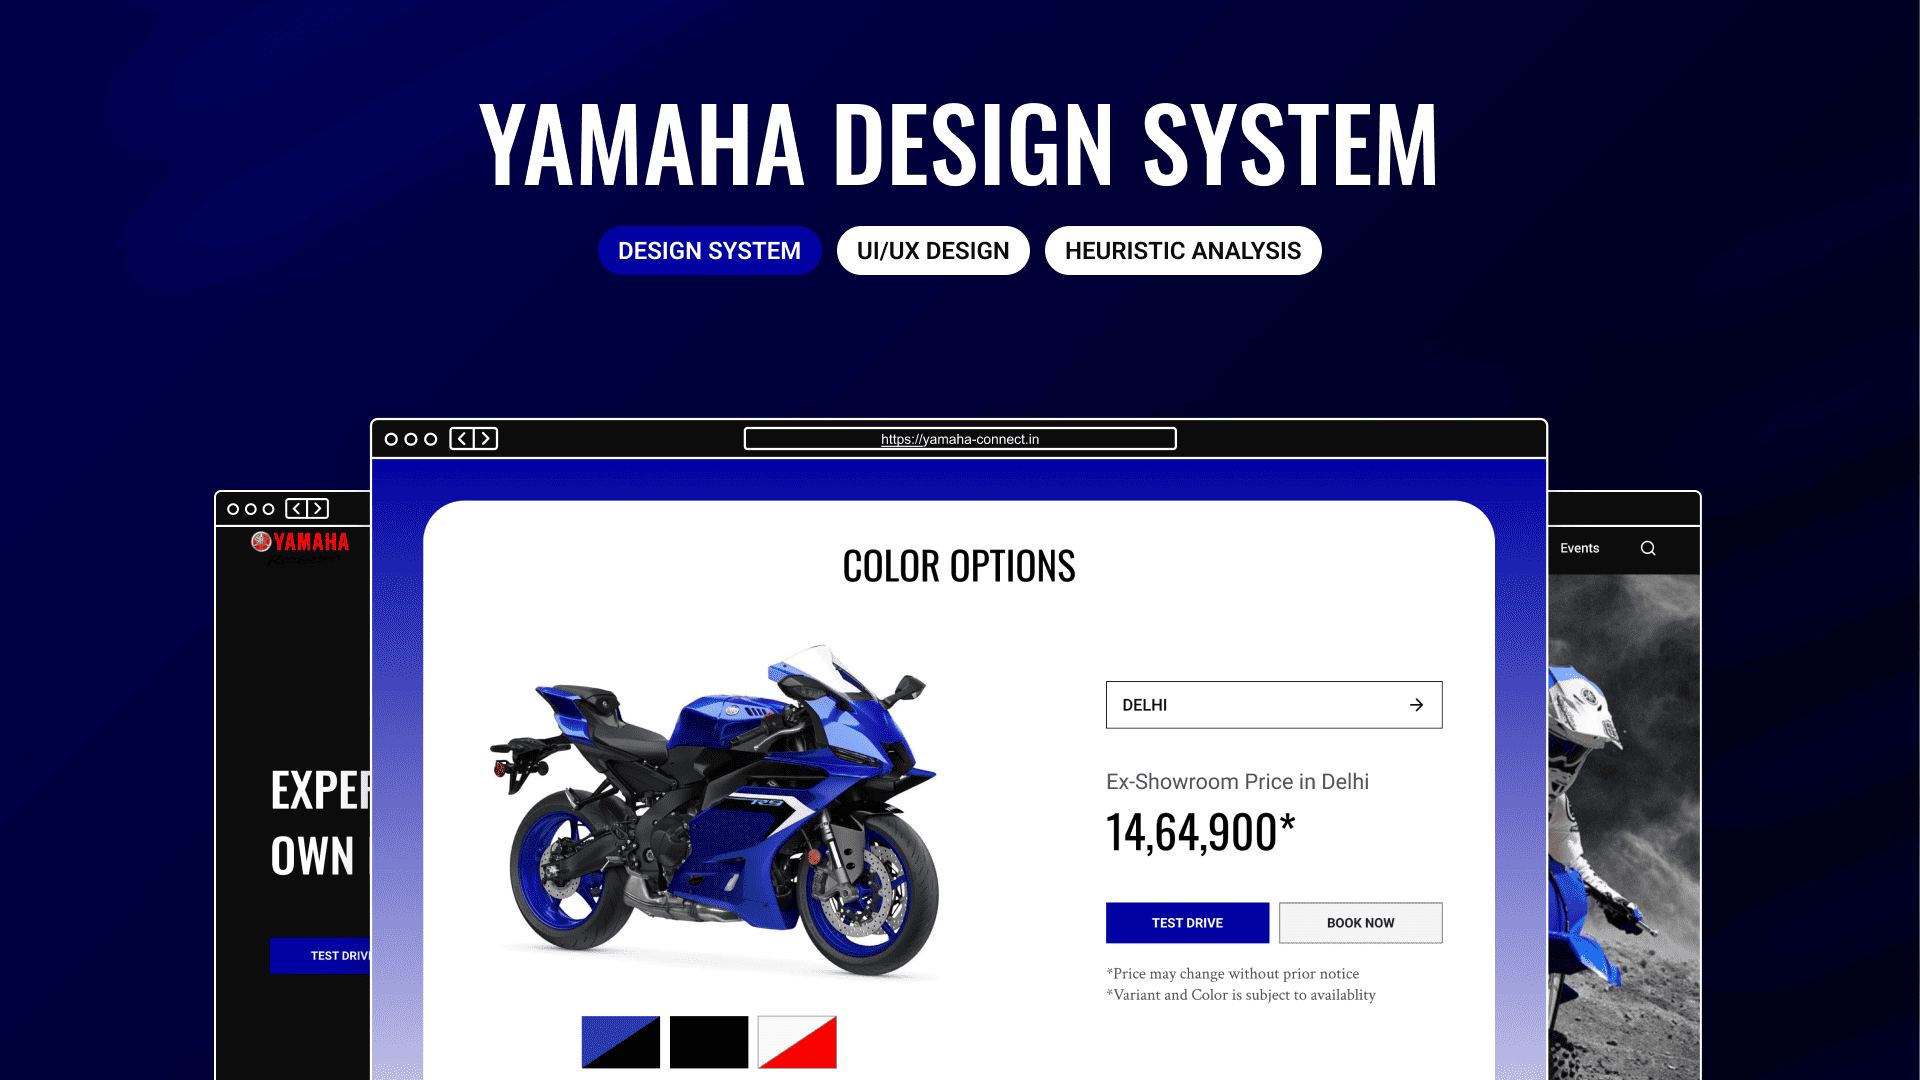 YAMAHA DESIGN SYSTEM
DESIGN SYSTEM
UI/UX DESIGN
HEURISTIC ANALYSIS
https://yamaha-connect.in
YAMAHA
Events
COLOR OPTIONS
DELHI
Ex-Showroom Price in Delhi
14,64,900*
TEST DRIVE
BOOK NOW
*Price may change without prior notice
*Variant and Color is subject to availablity
R9
OWN
TEST